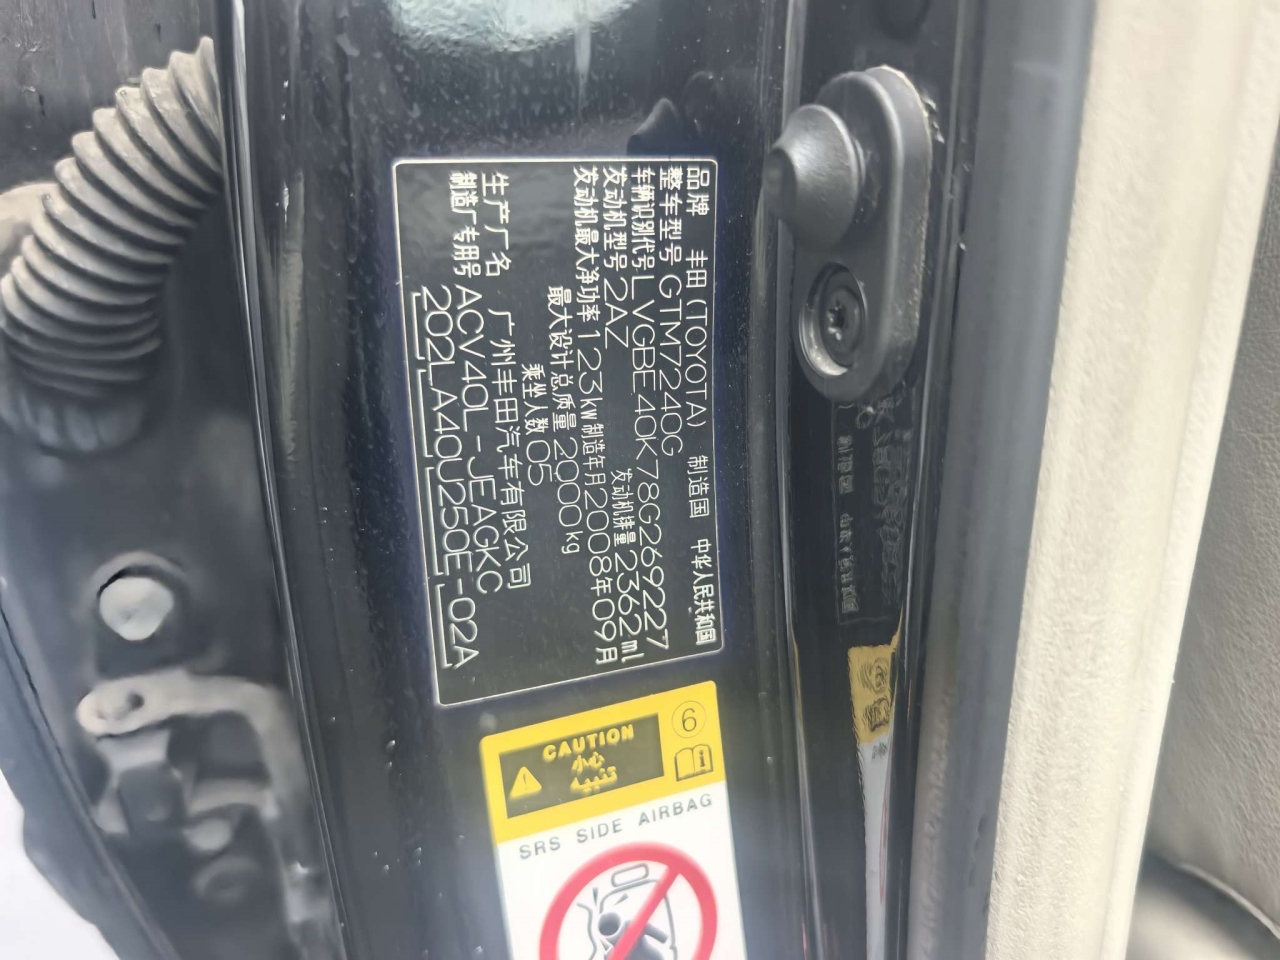 品牌 丰田(TOYOTA) 制造国 中华人民共和国
整车型号 GTM7240G
车辆识别代号 LVGBE40K78G269227
发动机型号 2AZ 发动机排量 2362ml
发动机最大净功率 123kw 制造年月 2008年09月
最大设计总质量 2000kg
乘坐人数 05
生产厂名 广州丰田汽车有限公司
制造厂专用号 ACV40L-JEAGKC
202LA40U250E-02A
6
CAUTION
小心
تنبيه
SRS SIDE AIRBAG